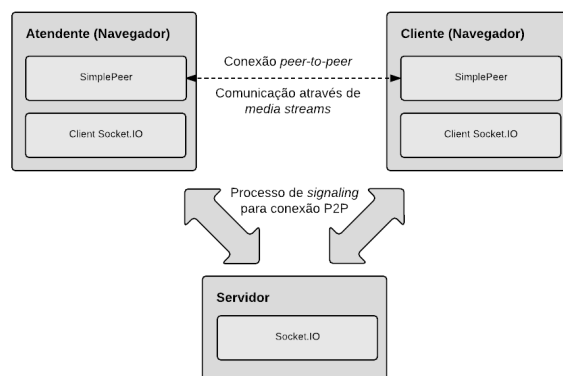 Atendente (Navegador)
SimplePeer
Client Socket.IO
Conexão peer-to-peer
Comunicação através de
media streams
Cliente (Navegador)
SimplePeer
Client Socket.IO
Processo de signaling
para conexão P2P
Servidor
Socket.IO